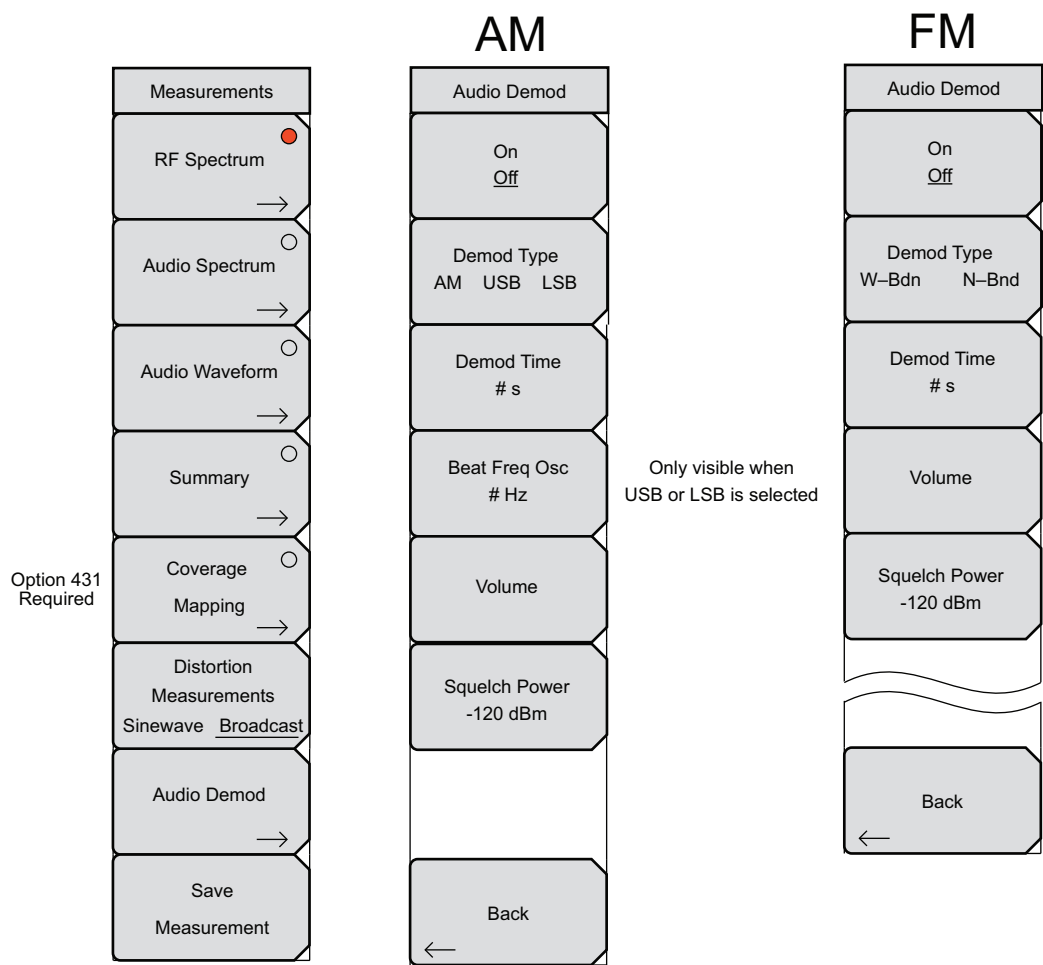 AM
FM
Measurements
RF Spectrum
Audio Spectrum
Audio Waveform
Summary
Option 431
Required
Coverage
Mapping
Distortion
Measurements
Sinewave Broadcast
Audio Demod
Save
Measurement
Audio Demod
On
Off
Demod Type
AM USB LSB
Demod Time
# s
Beat Freq Osc
# Hz
Only visible when
USB or LSB is selected
Volume
Squelch Power
-120 dBm
Back
Audio Demod
On
Off
Demod Type
W–Bdn N–Bnd
Demod Time
# s
Volume
Squelch Power
-120 dBm
Back